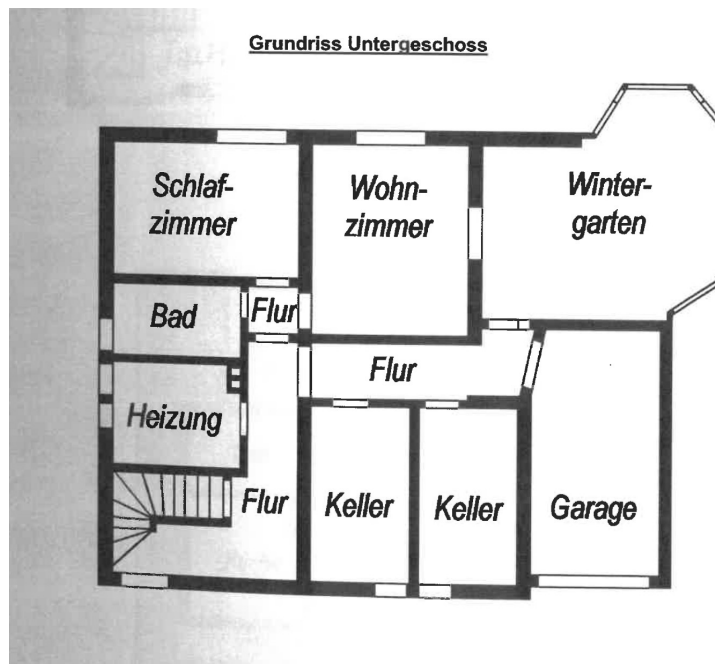 Grundriss Untergeschoss
Schlaf-
zimmer
Wohn-
zimmer
Winter-
garten
Bad
Flur
Flur
Heizung
Flur
Keller
Keller
Garage